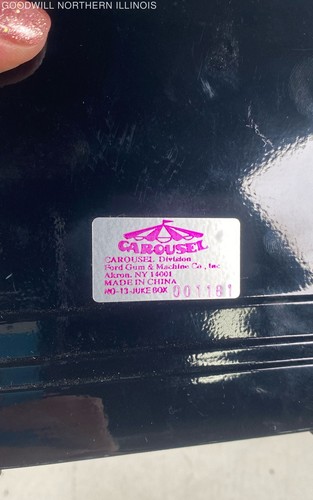 GOODWILL NORTHERN ILLINOIS
CAROUSEL
CAROUSEL Division
Ford Gum & Machine Co., Inc
Akron, NY 14001
MADE IN CHINA
NO-13-JUKE BOX 001181